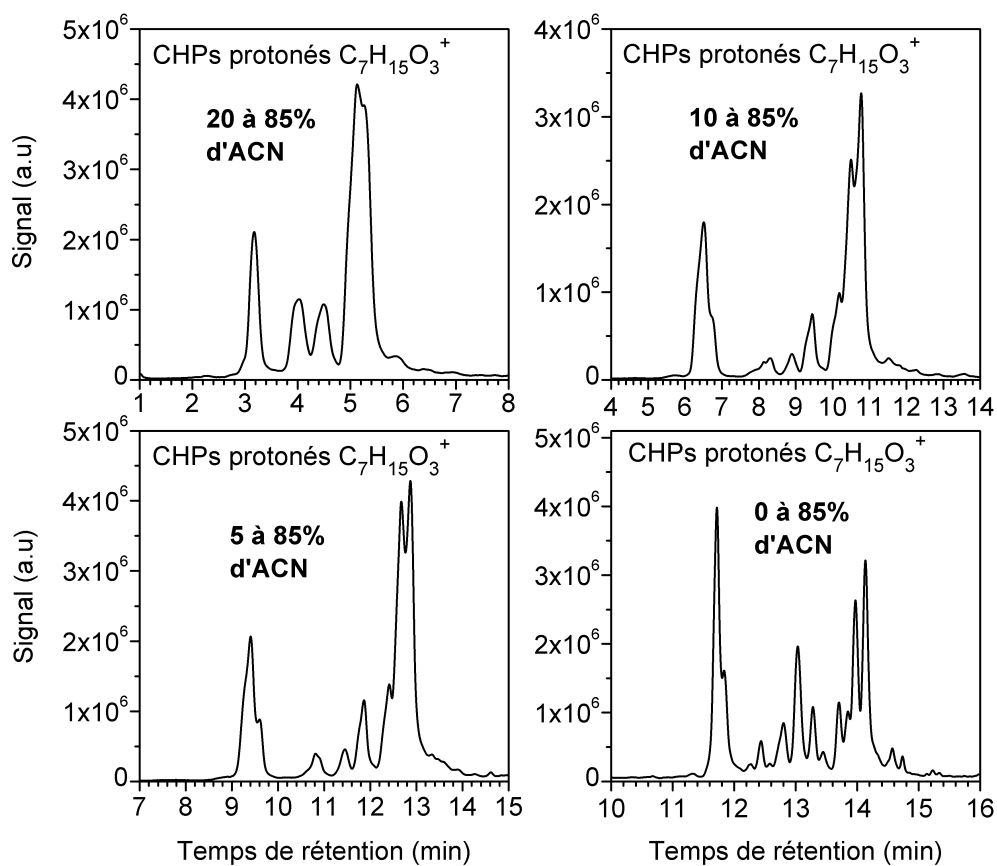 CHPs protonés C₇H₁₅O₃⁺
20 à 85%
d'ACN
Signal (a.u)
5x10⁶
4x10⁶
3x10⁶
2x10⁶
1x10⁶
0
1 2 3 4 5 6 7 8
CHPs protonés C₇H₁₅O₃⁺
10 à 85%
d'ACN
4x10⁶
3x10⁶
2x10⁶
1x10⁶
0
4 5 6 7 8 9 10 11 12 13 14
CHPs protonés C₇H₁₅O₃⁺
5 à 85%
d'ACN
Signal (a.u)
5x10⁶
4x10⁶
3x10⁶
2x10⁶
1x10⁶
0
7 8 9 10 11 12 13 14 15
Temps de rétention (min)
CHPs protonés C₇H₁₅O₃⁺
0 à 85%
d'ACN
5x10⁶
4x10⁶
3x10⁶
2x10⁶
1x10⁶
0
10 11 12 13 14 15 16
Temps de rétention (min)